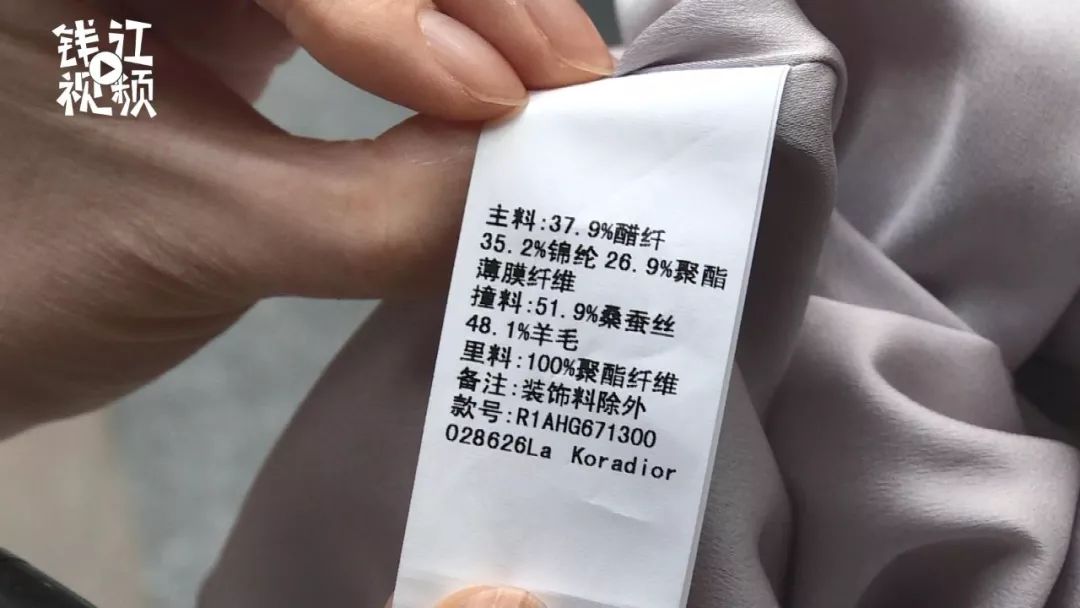 钱江
视频
主料:37.9%醋纤
35.2%锦纶 26.9%聚酯
薄膜纤维
撞料:51.9%桑蚕丝
48.1%羊毛
里料:100%聚酯纤维
备注:装饰料除外
款号:R1AHG671300
028626La Koradior